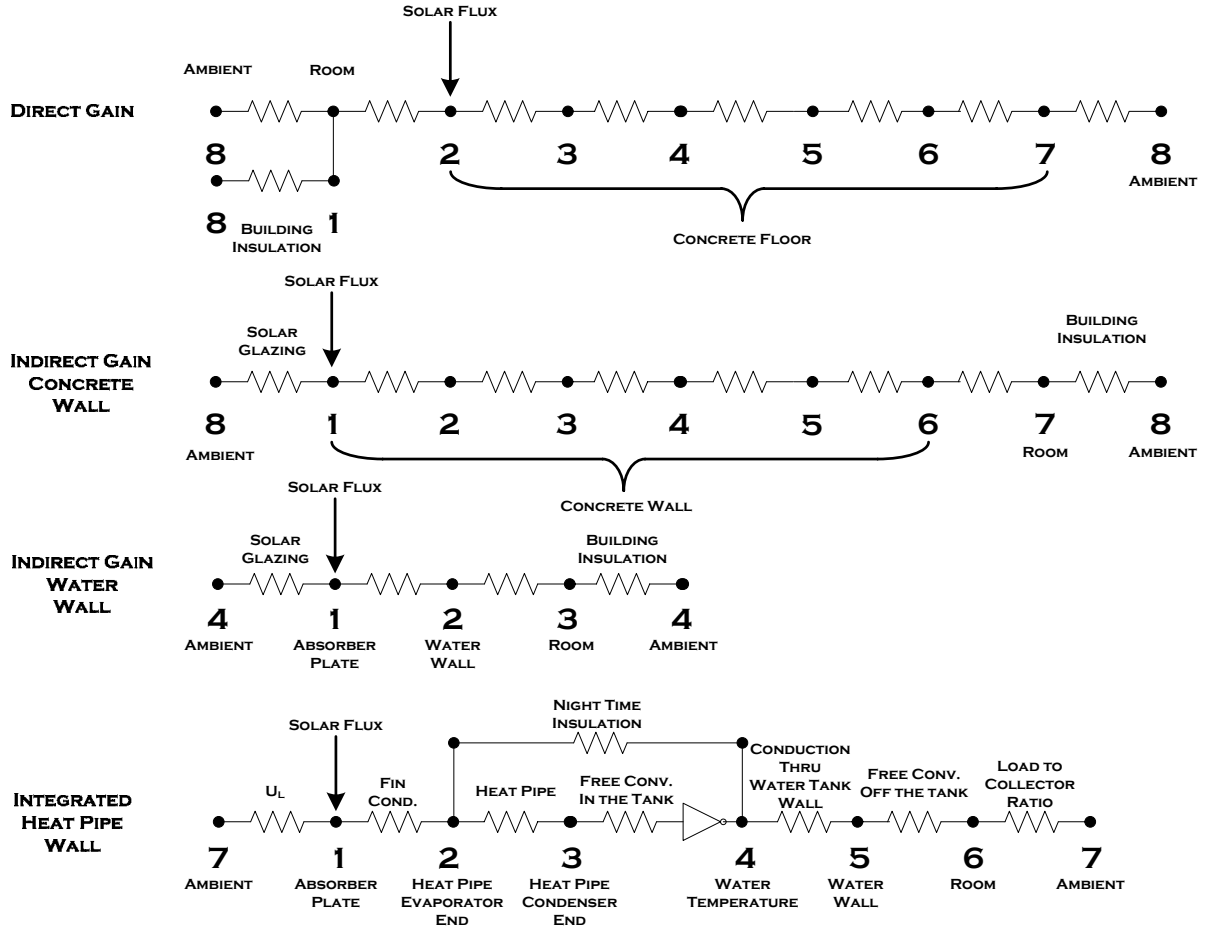 SOLAR FLUX
AMBIENT ROOM
DIRECT GAIN
8 2 3 4 5 6 7 8
AMBIENT
8 BUILDING INSULATION 1
CONCRETE FLOOR
SOLAR FLUX
SOLAR GLAZING
BUILDING INSULATION
INDIRECT GAIN
CONCRETE
WALL
8 1 2 3 4 5 6 7 8
AMBIENT ROOM AMBIENT
CONCRETE WALL
SOLAR FLUX
SOLAR GLAZING
BUILDING INSULATION
INDIRECT GAIN
WATER
WALL
4 1 2 3 4
AMBIENT
ABSORBER PLATE
WATER WALL
ROOM
AMBIENT
NIGHT TIME INSULATION
SOLAR FLUX
UL
FIN COND.
HEAT PIPE
FREE CONV. IN THE TANK
CONDUCTION THRU WATER TANK WALL
FREE CONV. OFF THE TANK
LOAD TO COLLECTOR RATIO
INTEGRATED
HEAT PIPE
WALL
7 1 2 3 4 5 6 7
AMBIENT
ABSORBER PLATE
HEAT PIPE EVAPORATOR END
HEAT PIPE CONDENSER END
WATER TEMPERATURE
WATER WALL
ROOM
AMBIENT